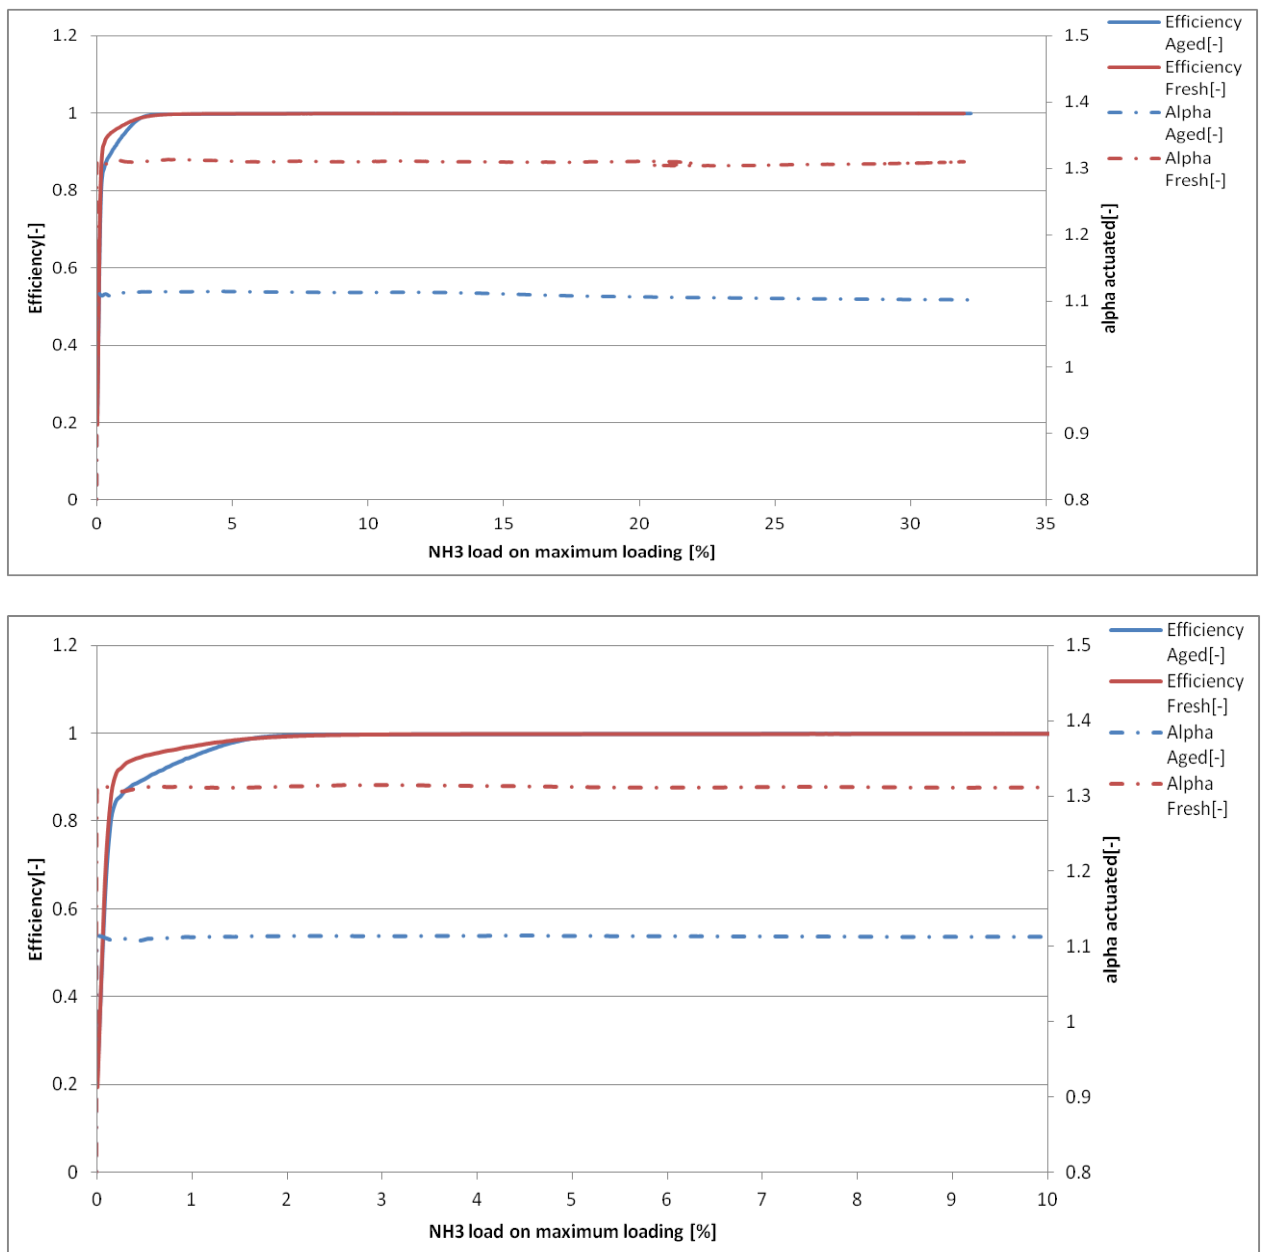 1.2
1
0.8
0.6
0.4
0.2
0
Efficiency[-]
0
5
10
15
20
25
30
35
NH3 load on maximum loading [%]
1.5
1.4
1.3
1.2
1.1
1
0.9
0.8
alpha actuated[-]
Efficiency
Aged[-]
Efficiency
Fresh[-]
Alpha
Aged[-]
Alpha
Fresh[-]
1.2
1
0.8
0.6
0.4
0.2
0
Efficiency[-]
0
1
2
3
4
5
6
7
8
9
10
NH3 load on maximum loading [%]
1.5
1.4
1.3
1.2
1.1
1
0.9
0.8
alpha actuated[-]
Efficiency
Aged[-]
Efficiency
Fresh[-]
Alpha
Aged[-]
Alpha
Fresh[-]